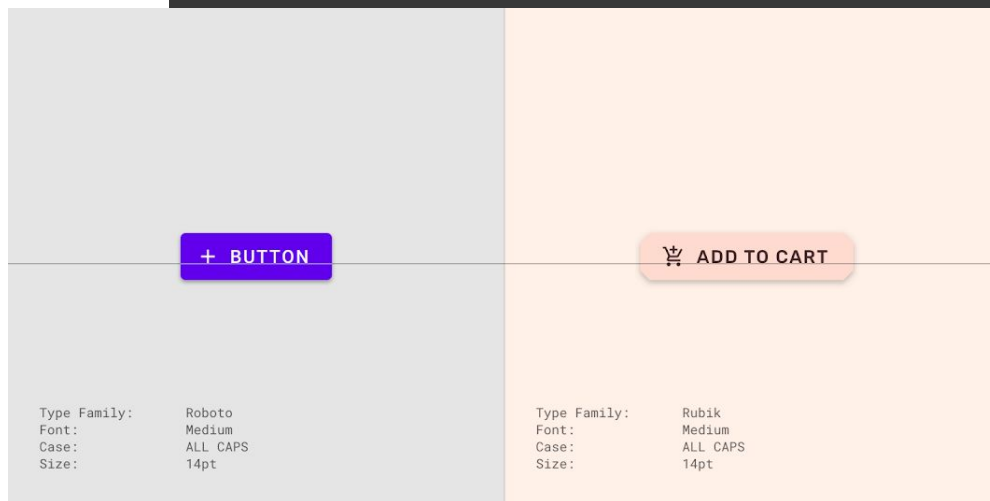 BUTTON
ADD TO CART
Type Family: Roboto
Font: Medium
Case: ALL CAPS
Size: 14pt
Type Family: Rubik
Font: Medium
Case: ALL CAPS
Size: 14pt